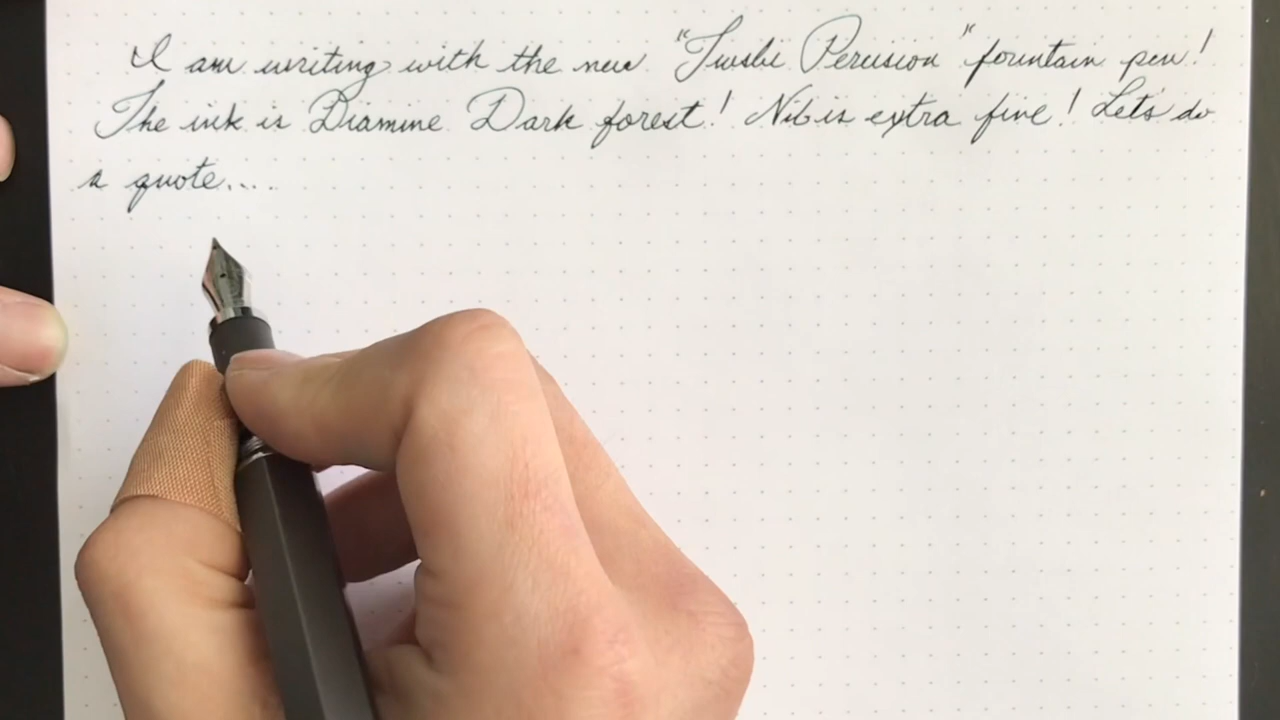 I am writing with the new "Twsbi Percision" fountain pen!
The ink is Diamine Dark forest! Nib is extra fine! Lets do
a quote....